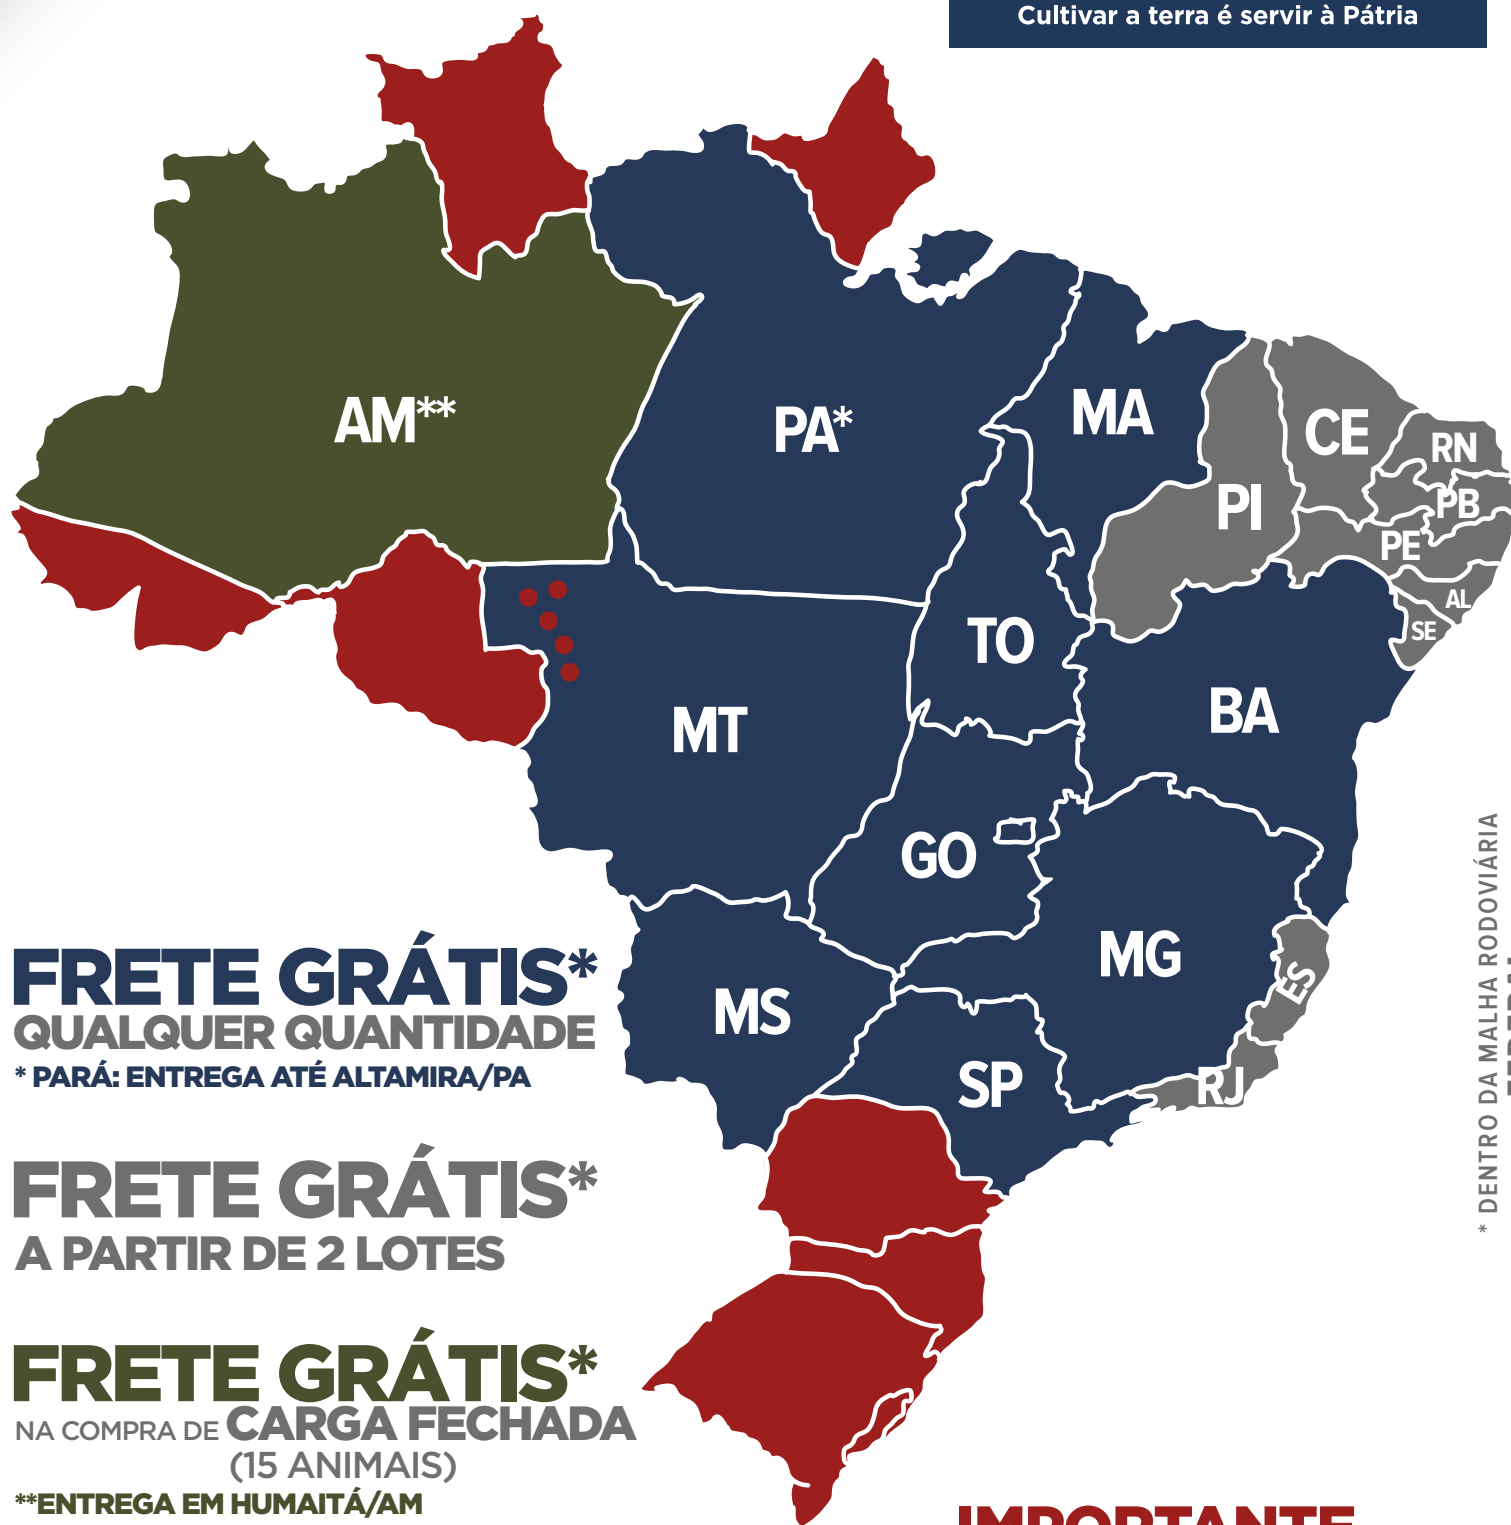 Cultivar a terra é servir à Pátria
AM**
PA*
MA
CE
RN
PI
PB
PE
AL
SE
TO
BA
MT
GO
MG
ES
MS
SP
RJ
FRETE GRÁTIS*
QUALQUER QUANTIDADE
* PARÁ: ENTREGA ATÉ ALTAMIRA/PA
FRETE GRÁTIS*
A PARTIR DE 2 LOTES
FRETE GRÁTIS*
NA COMPRA DE CARGA FECHADA
(15 ANIMAIS)
**ENTREGA EM HUMAITÁ/AM
* DENTRO DA MALHA RODOVIÁRIA
IMPORTANTE